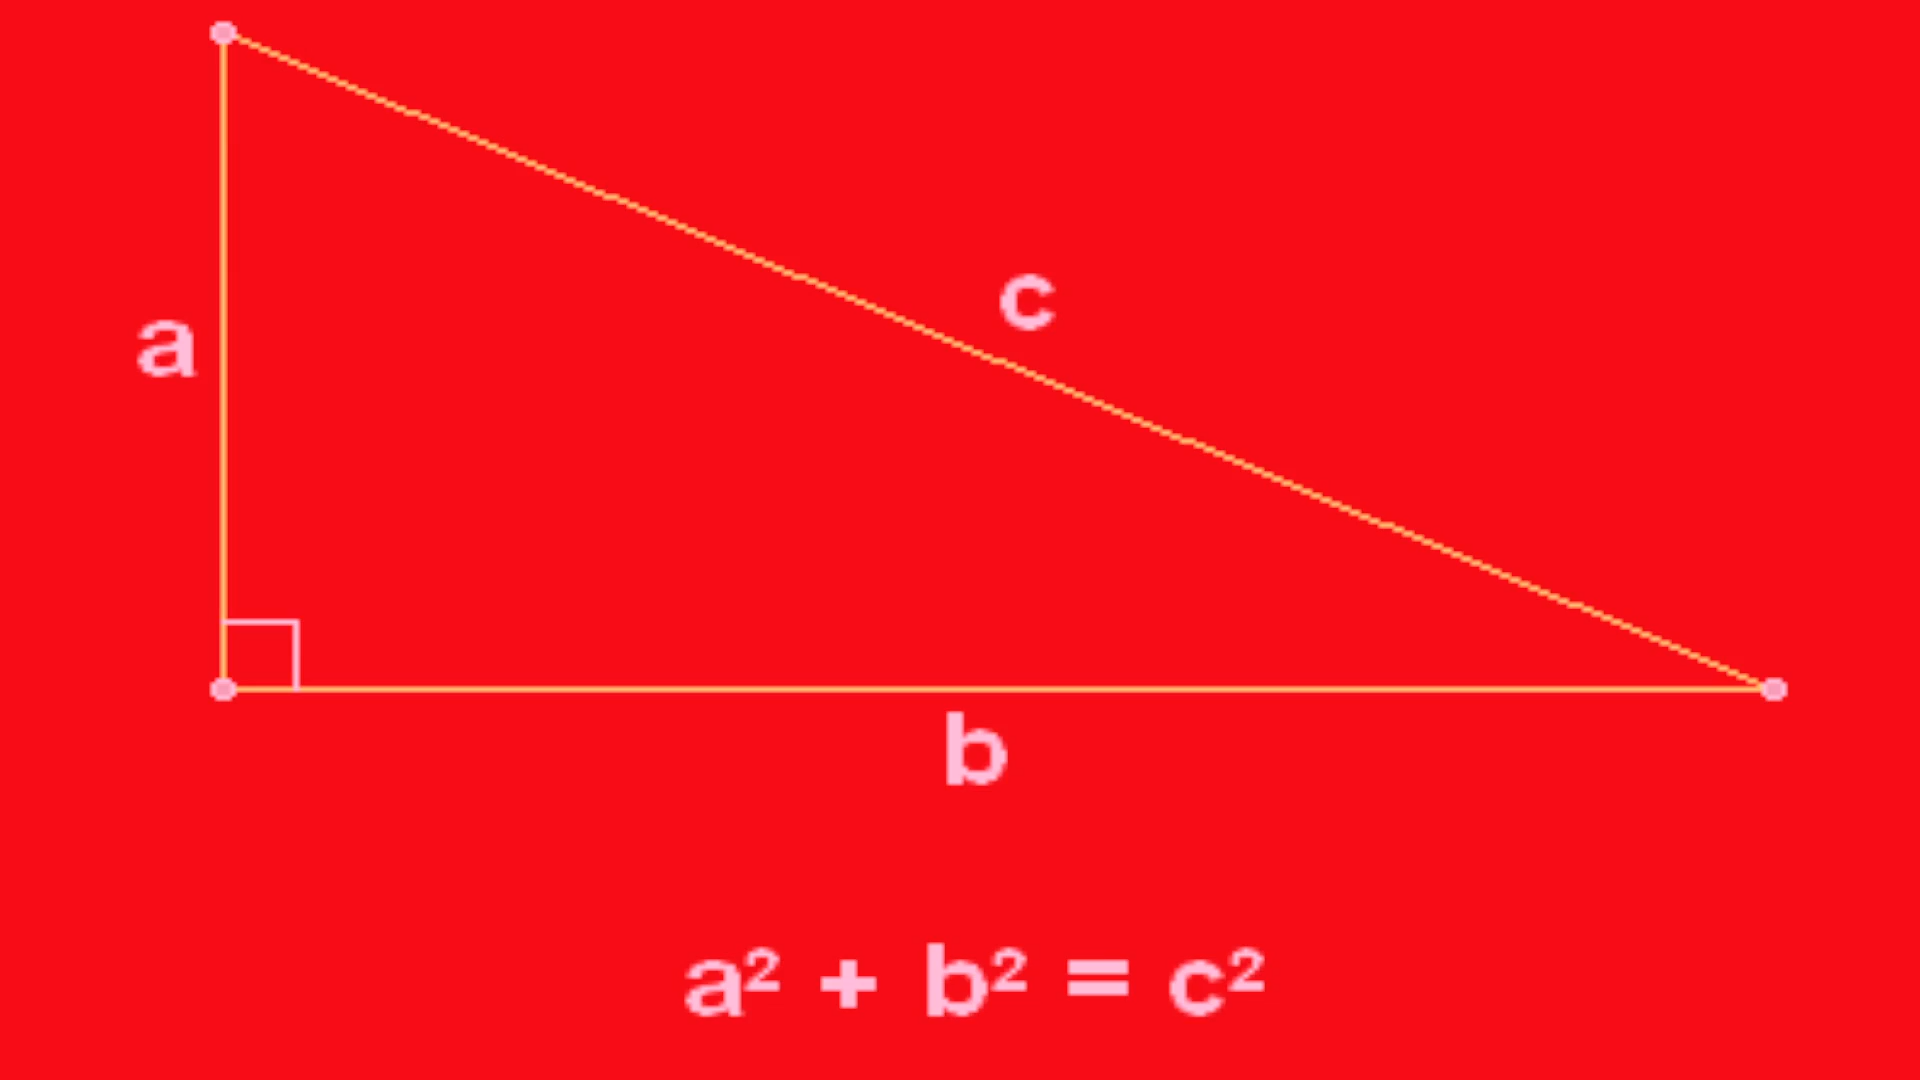 c
a
b
a² + b² = c²